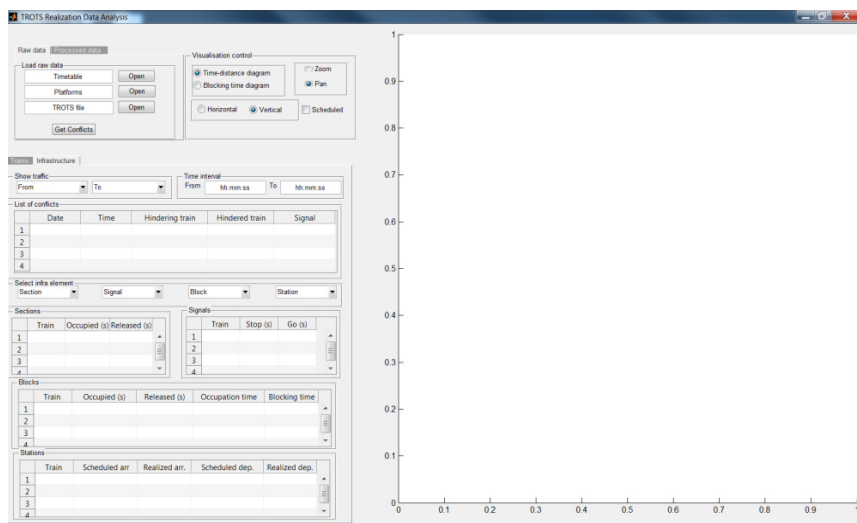 TROTS Realization Data Analysis
Raw data Processed data
Load raw data
Timetable Open
Platforms Open
TROTS file Open
Get Conflicts
Visualisation control
Time-distance diagram
Blocking time diagram
Zoom
Pan
Horizontal Vertical Scheduled
Trains Infrastructure
Show traffic
From To
Time interval
From hh:mm:ss To hh:mm:ss
List of conflicts
Date Time Hindering train Hindered train Signal
1
2
3
4
Select infra element
Section Signal Block Station
Sections
Train Occupied (s) Released (s)
1
2
3
4
Signals
Train Stop (s) Go (s)
1
2
3
4
Blocks
Train Occupied (s) Released (s) Occupation time Blocking time
1
2
3
4
Stations
Train Scheduled arr Realized arr. Scheduled dep. Realized dep.
1
2
3
4
1
0.9
0.8
0.7
0.6
0.5
0.4
0.3
0.2
0.1
0
0 0.1 0.2 0.3 0.4 0.5 0.6 0.7 0.8 0.9 1